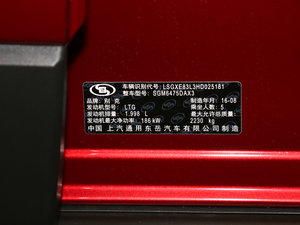 车辆识别代号: LSGXE83L3HD025181
整车型号: SGM6475DAX3
品牌: 别克 制造年月: 16-08
发动机型号: LTG 乘坐人数: 5
发动机排量: 1.998 L 最大允许总质量:
发动机最大净功率: 186 kW 2230 kg
中国 上汽通用东岳汽车有限公司制造